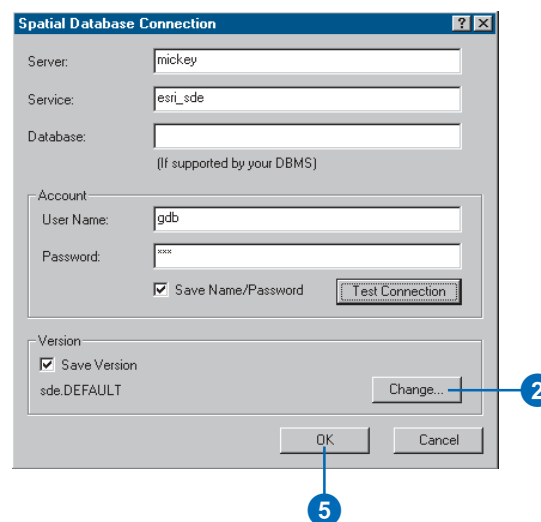 Spatial Database Connection
Server: mickey
Service: esri_sde
Database:
(If supported by your DBMS)
Account
User Name: gdb
Password: ***
Save Name/Password Test Connection
Version
Save Version
sde.DEFAULT Change... 2
OK Cancel
5